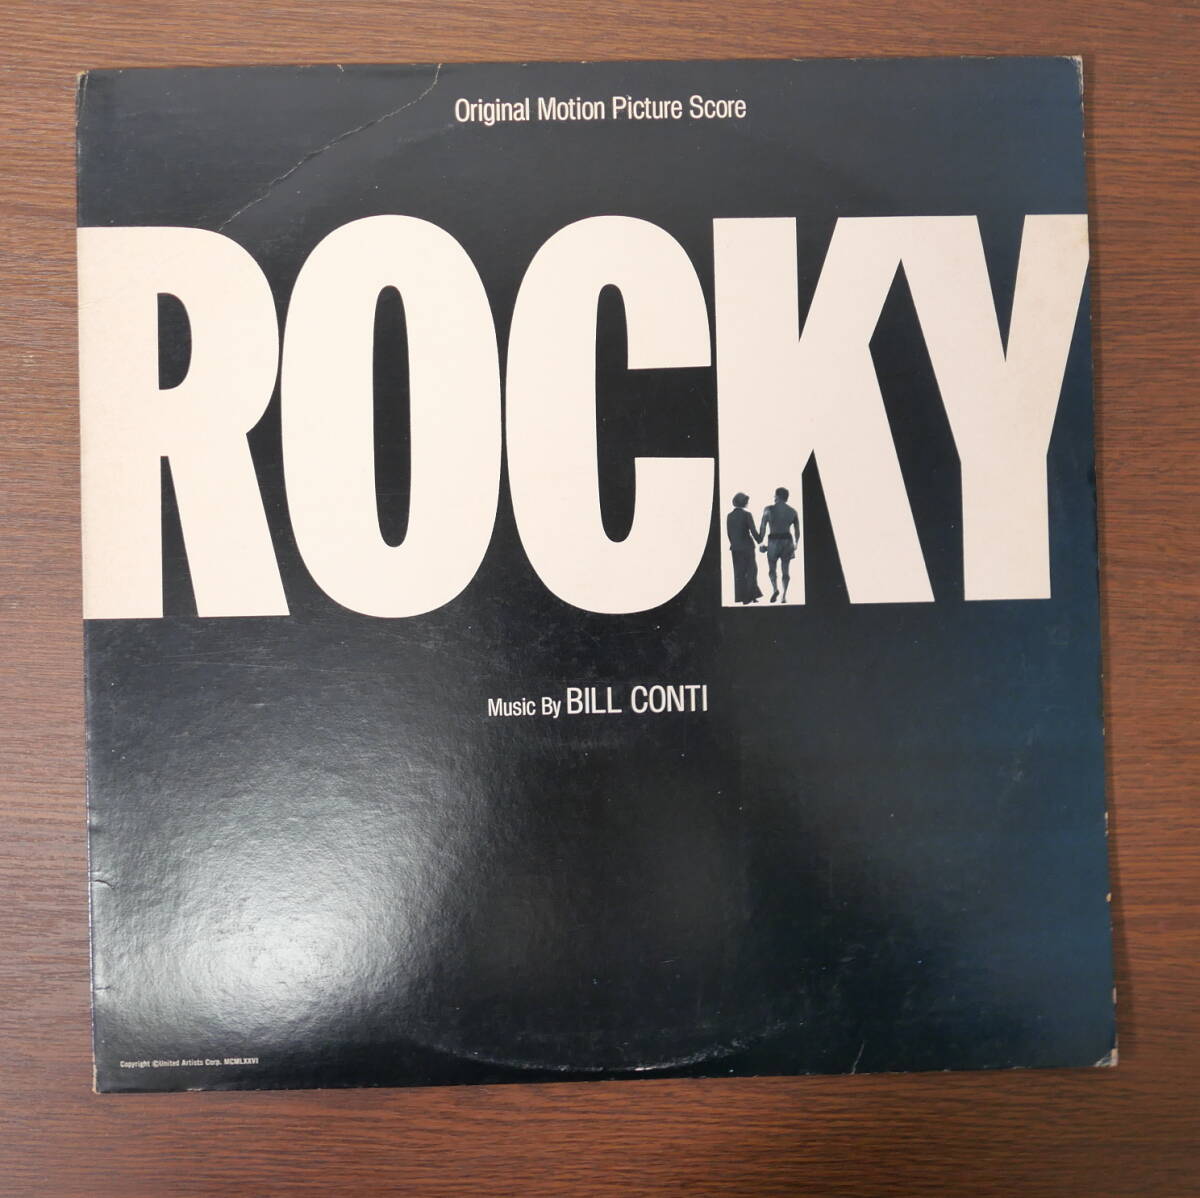 Original Motion Picture Score
ROCKY
Music By BILL CONTI
Copyright ©United Artists Corp. MCMLXXVI